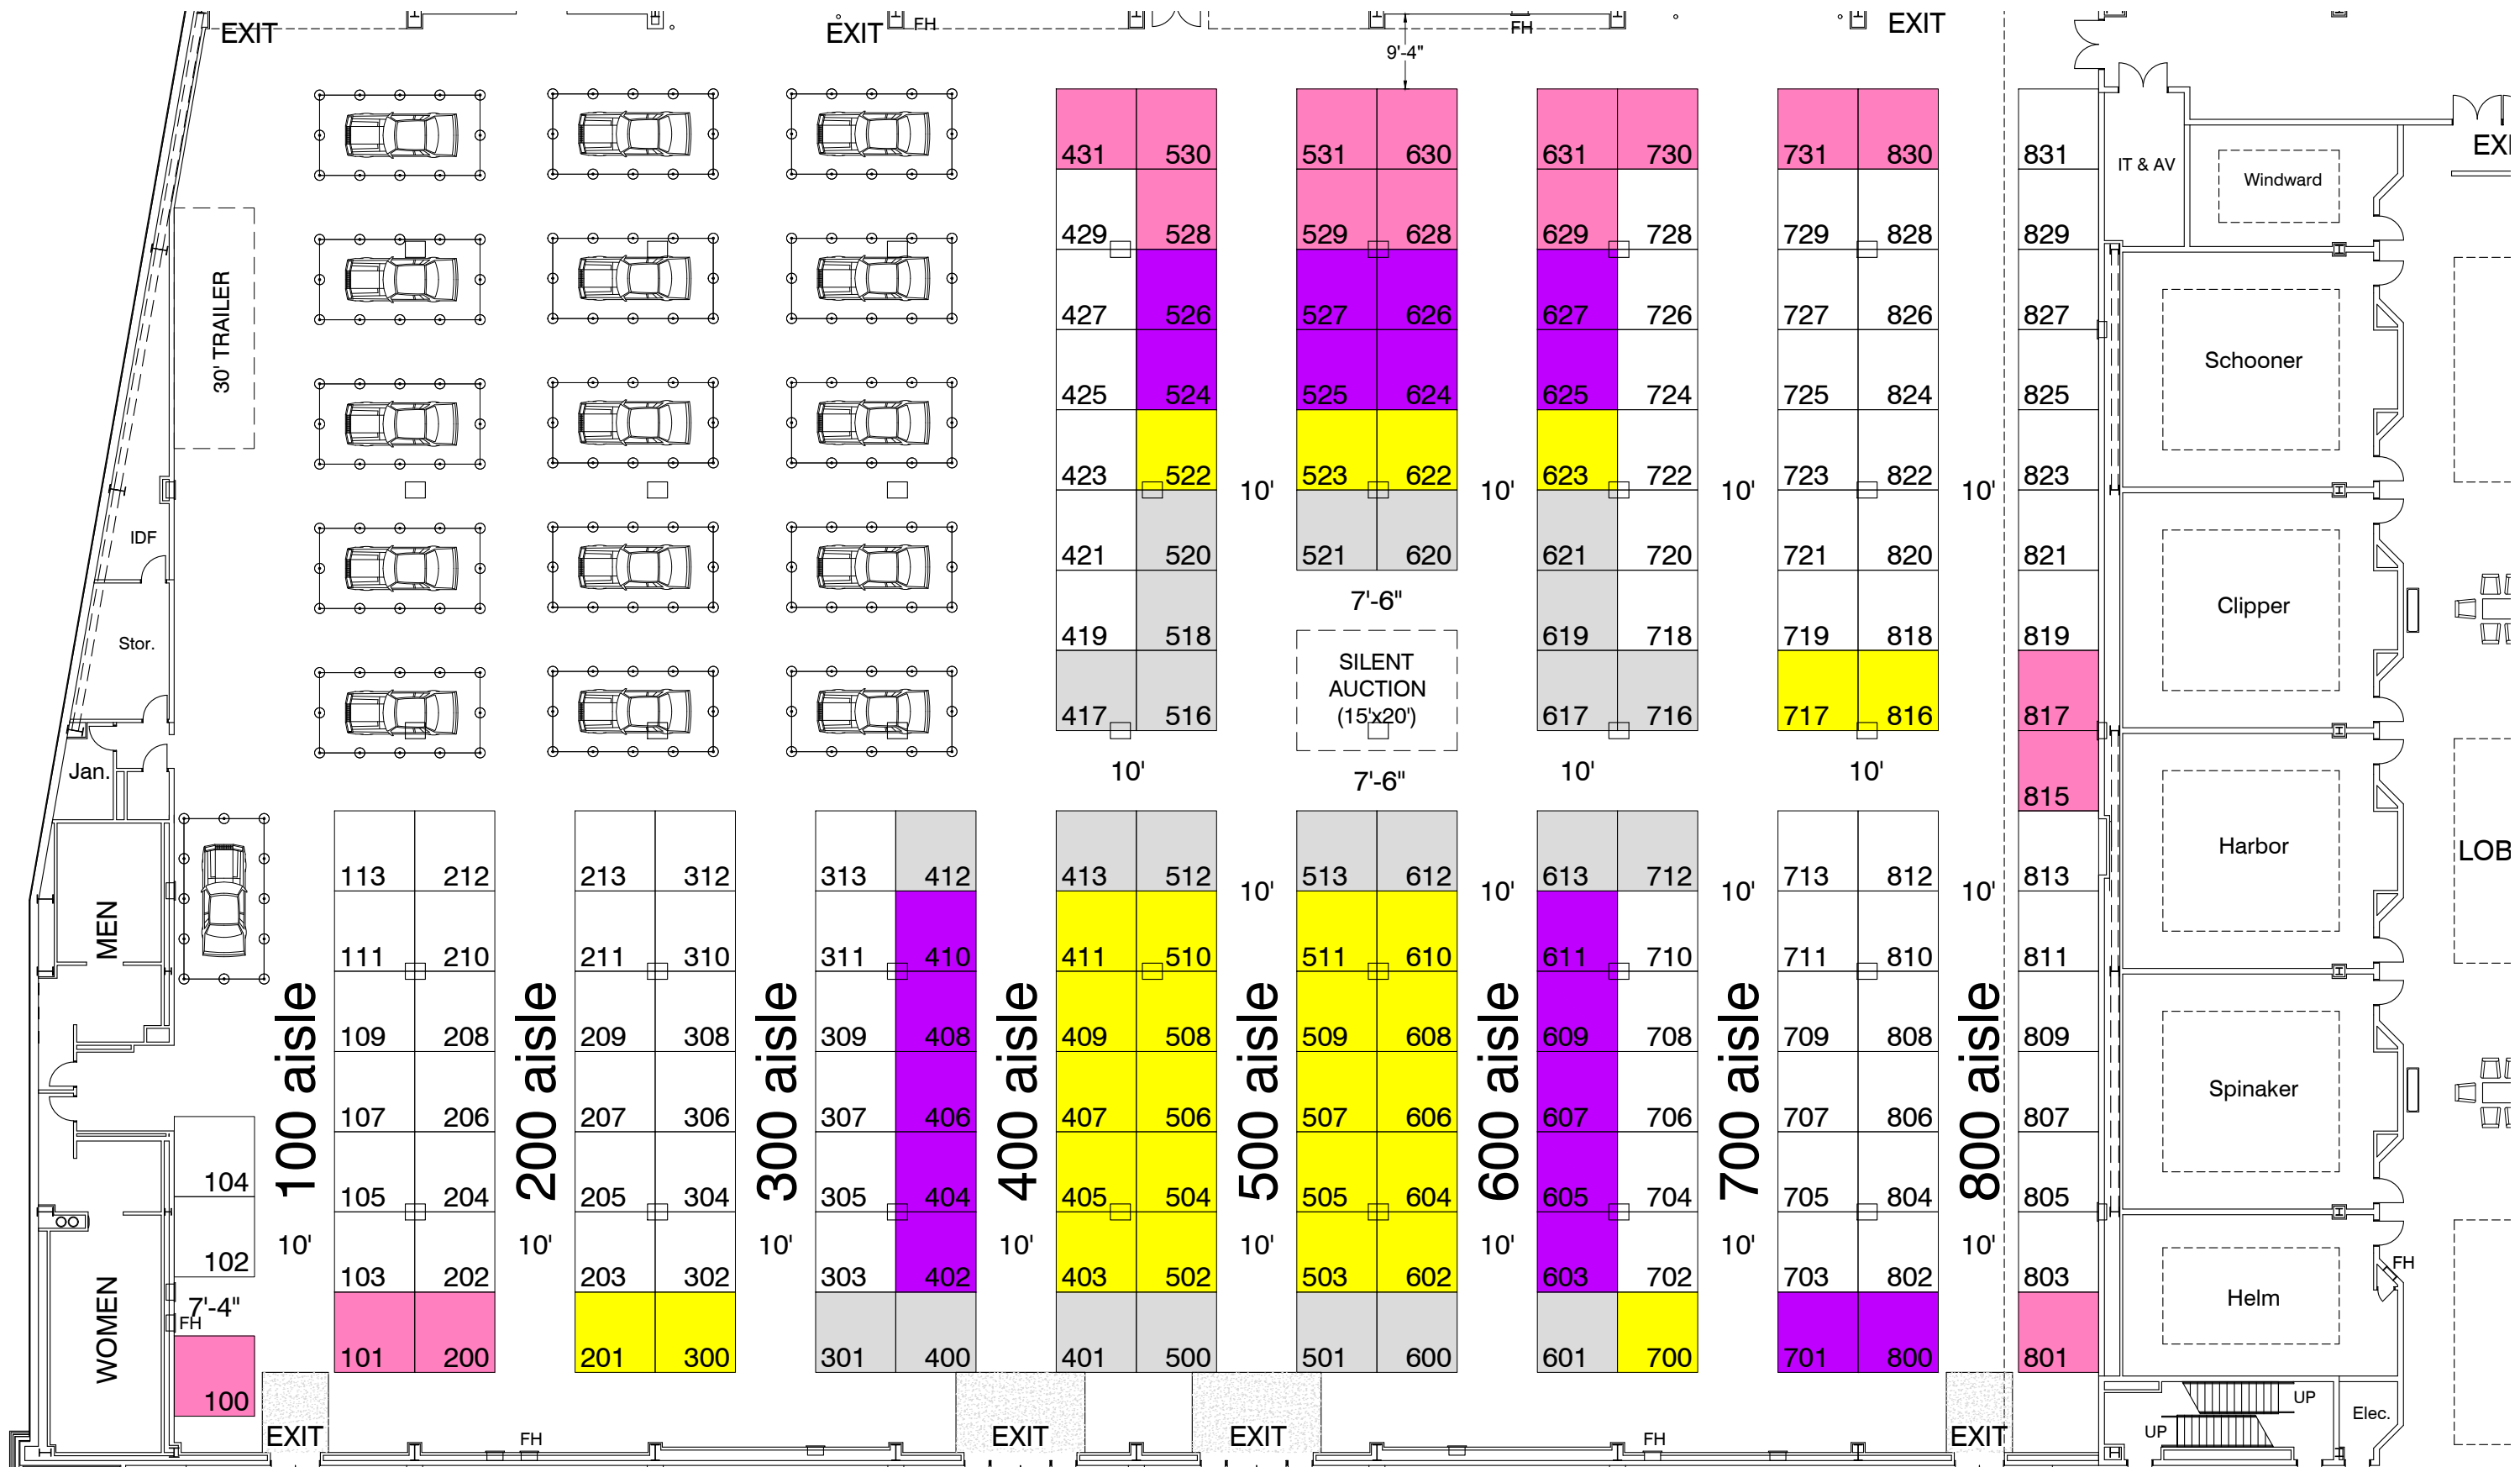 EXIT
EXIT
FH
FH
EXIT
9'-4"
431 530 531 630 631 730 731 830 831
IT & AV
Windward
429 528 529 628 629 728 729 828 829
30' TRAILER
427 526 527 626 627 726 727 826 827
Schooner
425 524 525 624 625 724 725 824 825
423 522 10' 523 622 10' 623 722 10' 723 822 10' 823
IDF
421 520 521 620 621 720 721 820 821
7'-6"
Clipper
Stor.
419 518 619 718 719 818 819
SILENT
AUCTION
(15'x20')
417 516 617 716 717 816 817
Jan.
10' 7'-6" 10' 10'
815
Harbor
LOB
113 212 213 312 313 412 413 512 513 612 613 712 713 812 813
10' 10' 10' 10'
MEN
111 210 211 310 311 410 411 510 511 610 611 710 711 810 811
100 aisle
200 aisle
300 aisle
400 aisle
500 aisle
600 aisle
700 aisle
800 aisle
109 208 209 308 309 408 409 508 509 608 609 708 709 808 809
Spinaker
107 206 207 306 307 406 407 506 507 606 607 706 707 806 807
104
105 204 205 304 305 404 405 504 505 604 605 704 705 804 805
10' 10' 10' 10' 10' 10' 10' 10'
102
103 202 203 302 303 402 403 502 503 602 603 702 703 802 803
FH
WOMEN
7'-4"
FH
Helm
101 200 201 300 301 400 401 500 501 600 601 700 701 800 801
100
UP
Elec.
UP
EXIT
FH
EXIT
EXIT
FH
EXIT